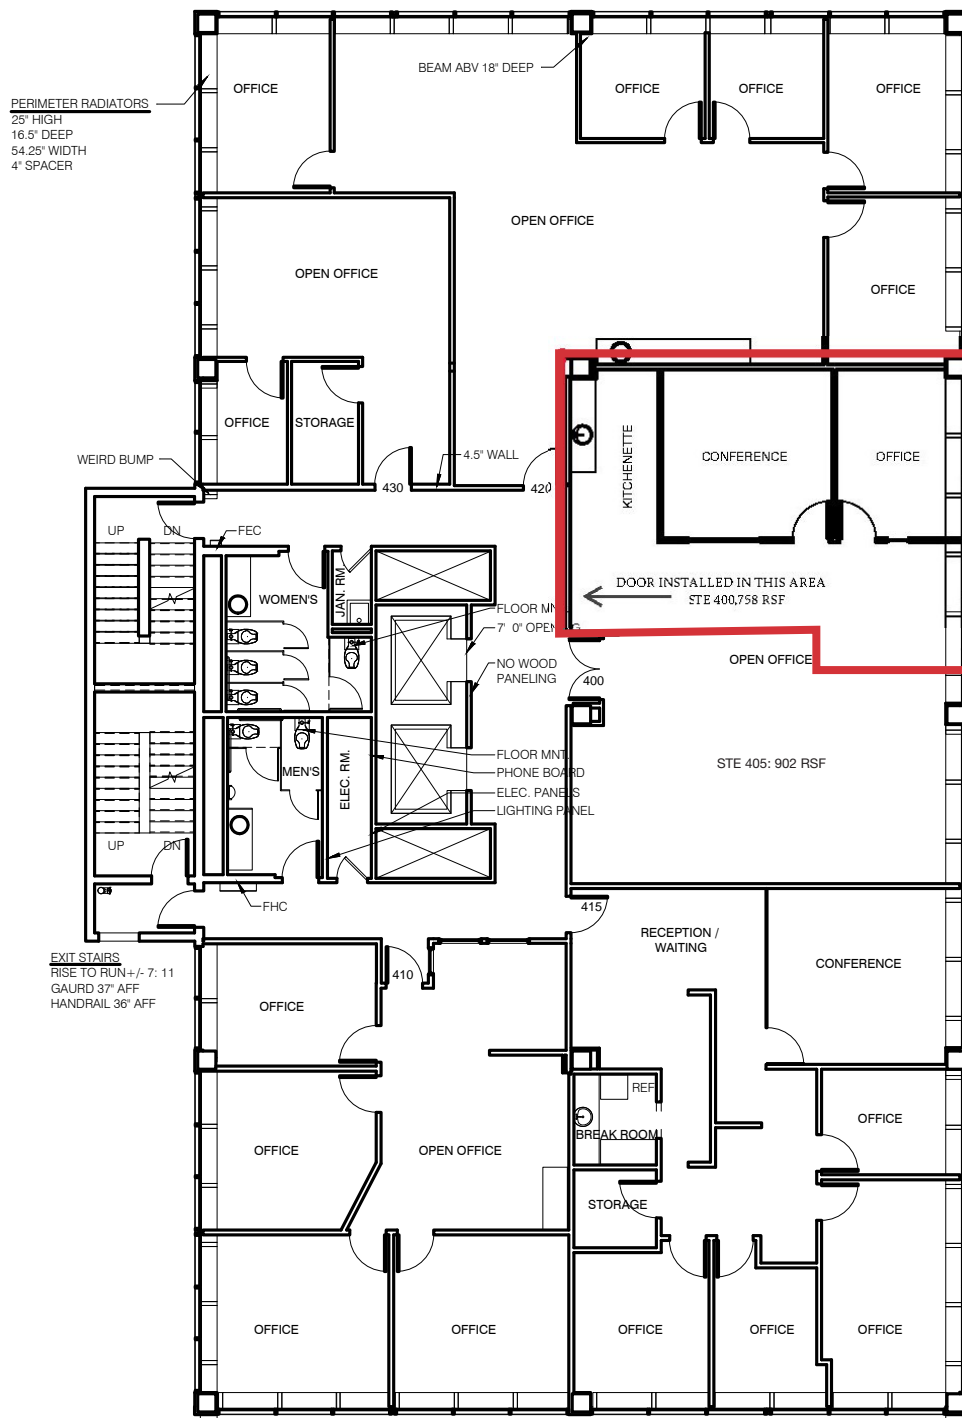 OFFICE
BEAM ABV 18" DEEP
OFFICE
OFFICE
OFFICE
PERIMETER RADIATORS
25" HIGH
16.5" DEEP
54.25" WIDTH
4" SPACER
OPEN OFFICE
OPEN OFFICE
OFFICE
OFFICE
STORAGE
WEIRD BUMP
4.5" WALL
430
420
KITCHENETTE
CONFERENCE
OFFICE
UP
DN
FEC
WOMEN'S
JAN. RM
DOOR INSTALLED IN THIS AREA
STE 400,758 RSF
FLOOR MNT.
7' 0" OPENING
NO WOOD
PANELING
OPEN OFFICE
400
FLOOR MNT.
PHONE BOARD
ELEC. PANELS
LIGHTING PANEL
MEN'S
ELEC. RM.
STE 405: 902 RSF
UP
DN
FHC
415
RECEPTION /
WAITING
CONFERENCE
EXIT STAIRS
RISE TO RUN+/- 7: 11
GAURD 37" AFF
HANDRAIL 36" AFF
410
OFFICE
REF
BREAK ROOM
OFFICE
OFFICE
OPEN OFFICE
STORAGE
OFFICE
OFFICE
OFFICE
OFFICE
OFFICE